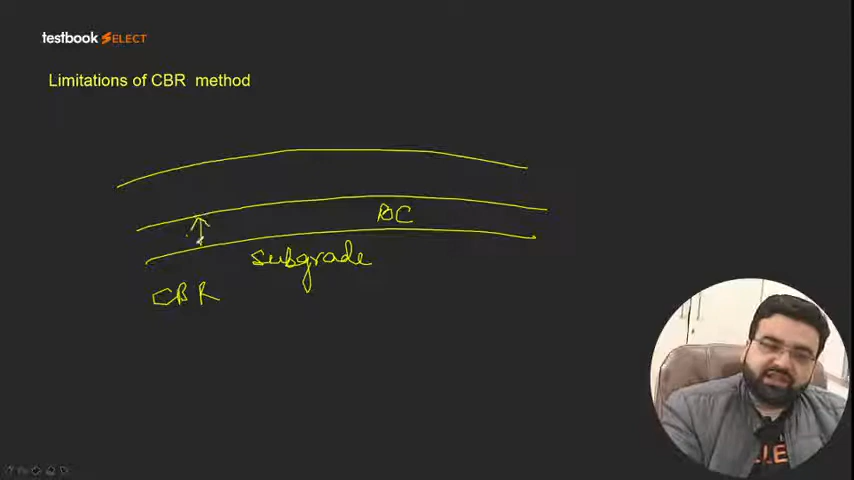 testbook SELECT
Limitations of CBR method
BC
subgrade
CBR